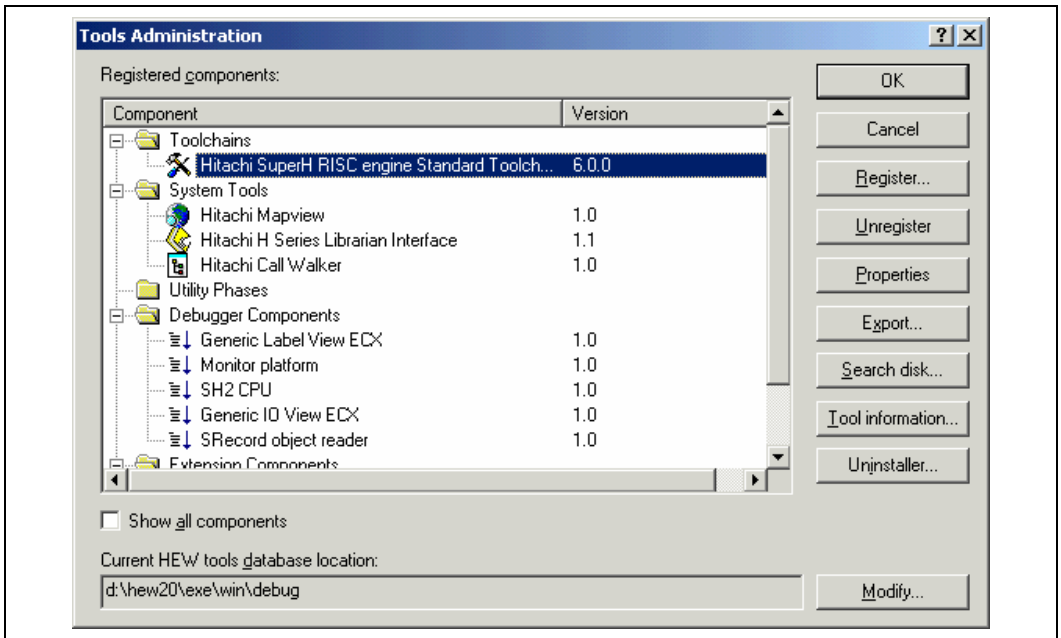 Tools Administration
Registered components:
OK
Component Version
Cancel
Toolchains
Hitachi SuperH RISC engine Standard Toolch... 6.0.0
Register...
System Tools
Hitachi Mapview 1.0
Unregister
Hitachi H Series Librarian Interface 1.1
Hitachi Call Walker 1.0
Properties
Utility Phases
Debugger Components
Export...
Generic Label View ECX 1.0
Monitor platform 1.0
Search disk...
SH2 CPU 1.0
Generic IO View ECX 1.0
Tool information...
SRecord object reader 1.0
Extension Components
Uninstaller...
Show all components
Current HEW tools database location:
d:\hew20\exe\win\debug
Modify...